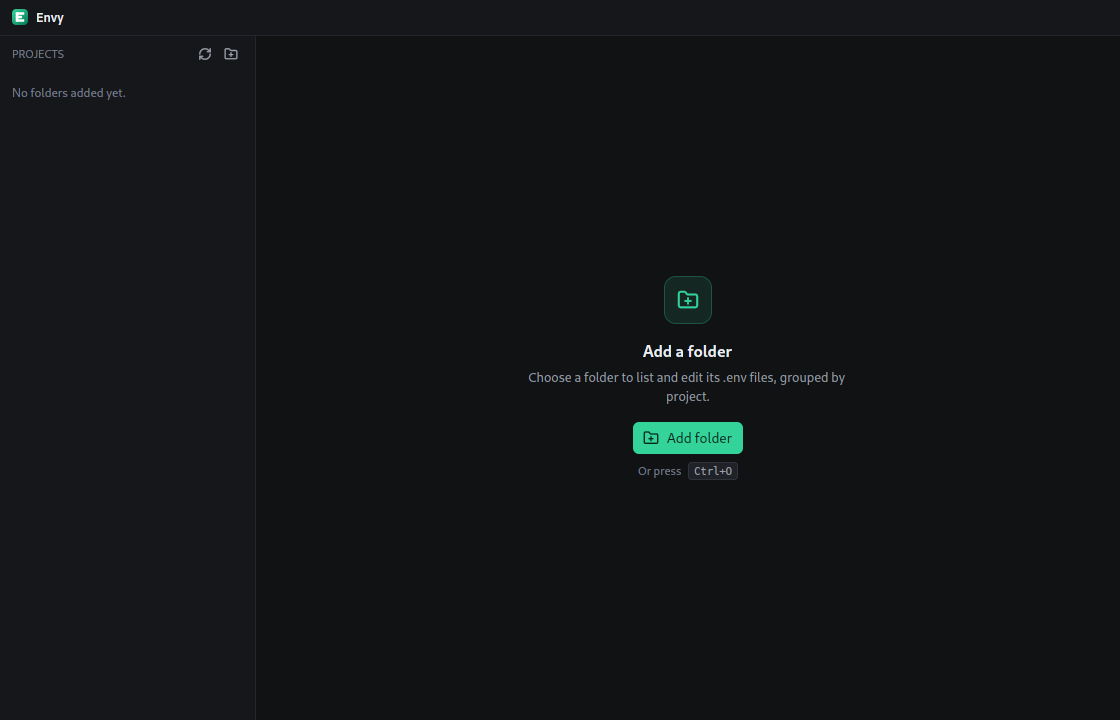 Envy
PROJECTS
No folders added yet.
Add a folder
Choose a folder to list and edit its .env files, grouped by
project.
Add folder
Or press Ctrl+O